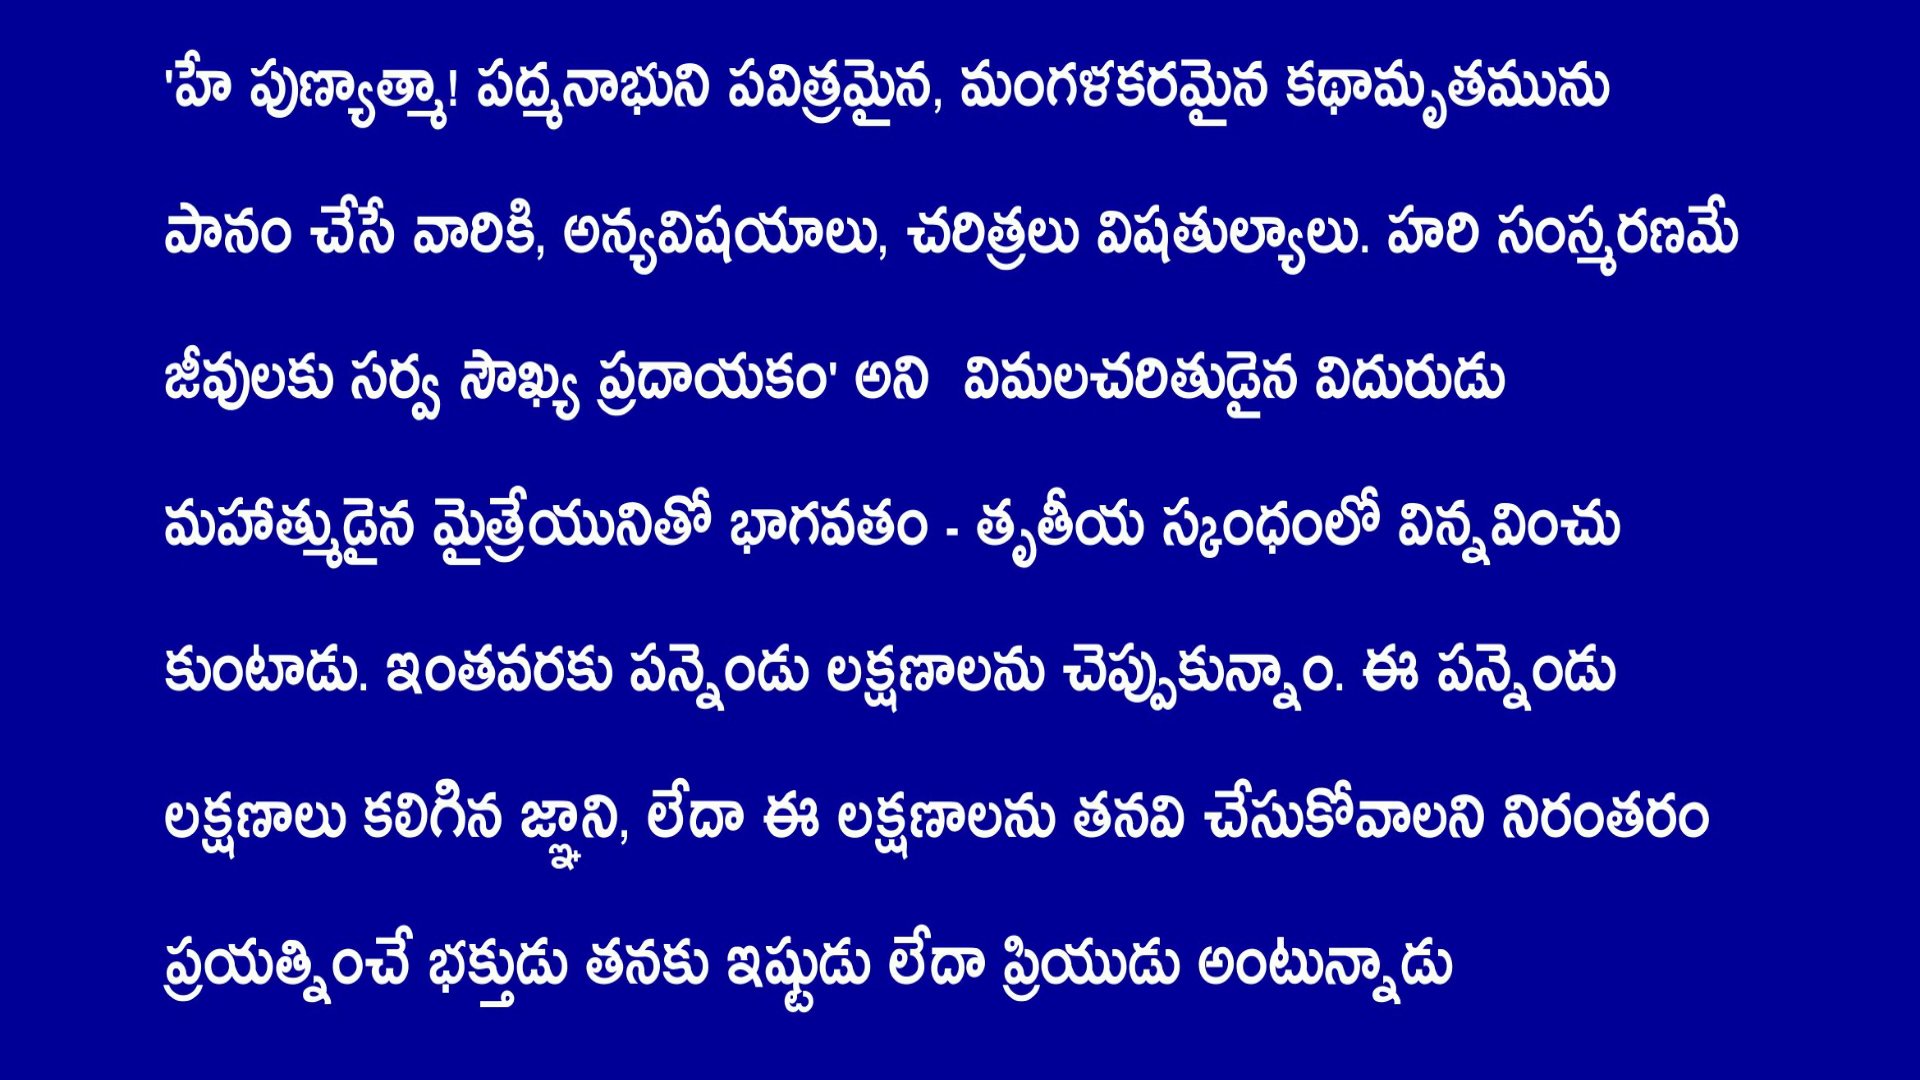 'హే పుణ్యాత్మా! పద్మనాభుని పవిత్రమైన, మంగళకరమైన కథామృతమును
పానం చేసే వారికి, అన్యవిషయాలు, చరిత్రలు విషతుల్యాలు. హరి సంస్మరణమే
జీవులకు సర్వ సౌఖ్య ప్రదాయకం' అని  విమలచరితుడైన విదురుడు
మహాత్ముడైన మైత్రేయునితో భాగవతం - తృతీయ స్కంధంలో విన్నవించు
కుంటాడు. ఇంతవరకు పన్నెండు లక్షణాలను చెప్పుకున్నాం. ఈ పన్నెండు
లక్షణాలు కలిగిన జ్ఞాని, లేదా ఈ లక్షణాలను తనవి చేసుకోవాలని నిరంతరం
ప్రయత్నించే భక్తుడు తనకు ఇష్టుడు లేదా ప్రియుడు అంటున్నాడు